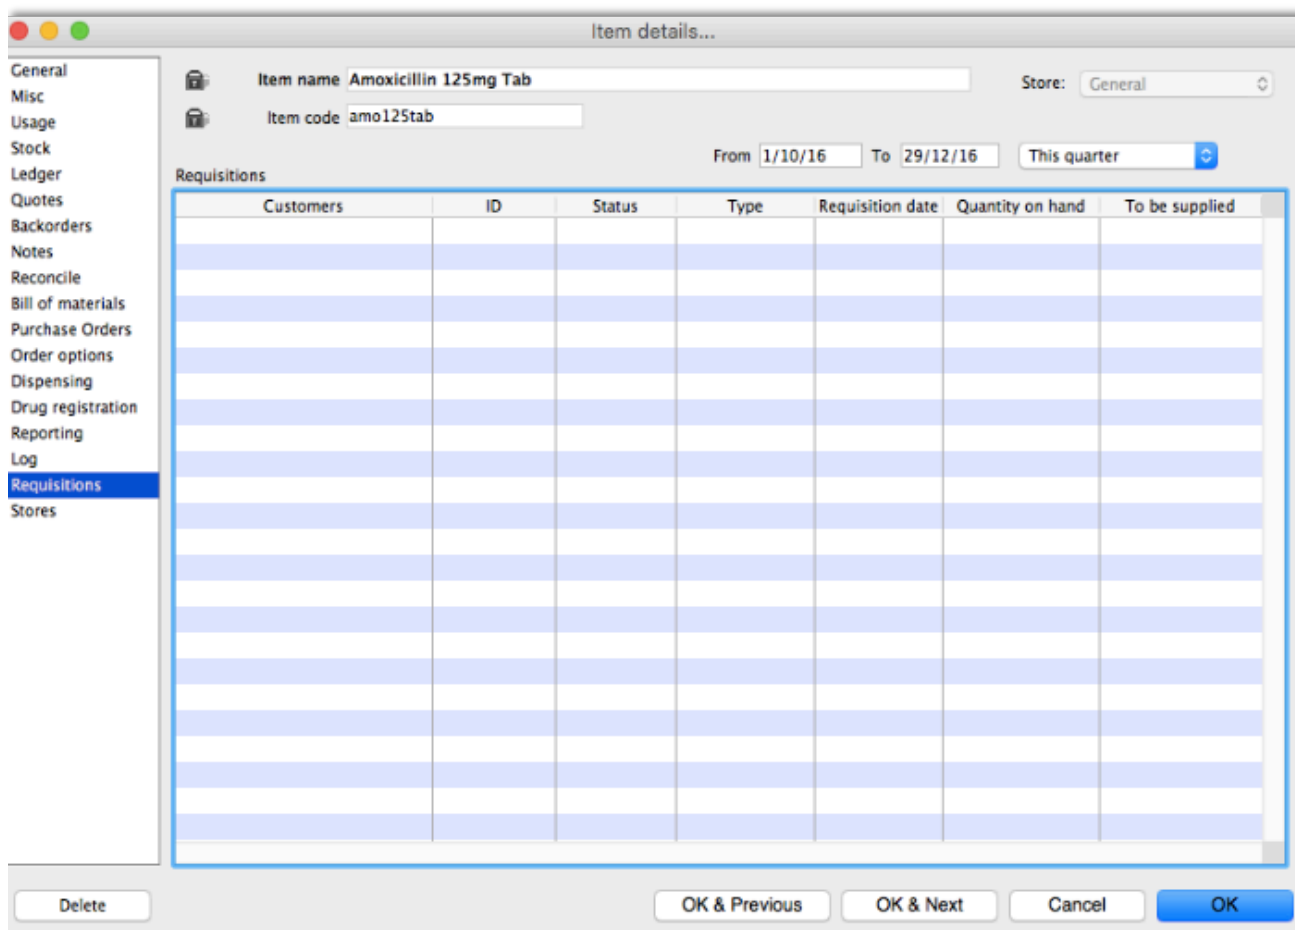 Item details...
General
Misc
Usage
Stock
Ledger
Quotes
Backorders
Notes
Reconcile
Bill of materials
Purchase Orders
Order options
Dispensing
Drug registration
Reporting
Log
Requisitions
Stores
Item name Amoxicillin 125mg Tab Store: General
Item code amo125tab
From 1/10/16 To 29/12/16 This quarter
Requisitions
Customers ID Status Type Requisition date Quantity on hand To be supplied
Delete OK & Previous OK & Next Cancel OK